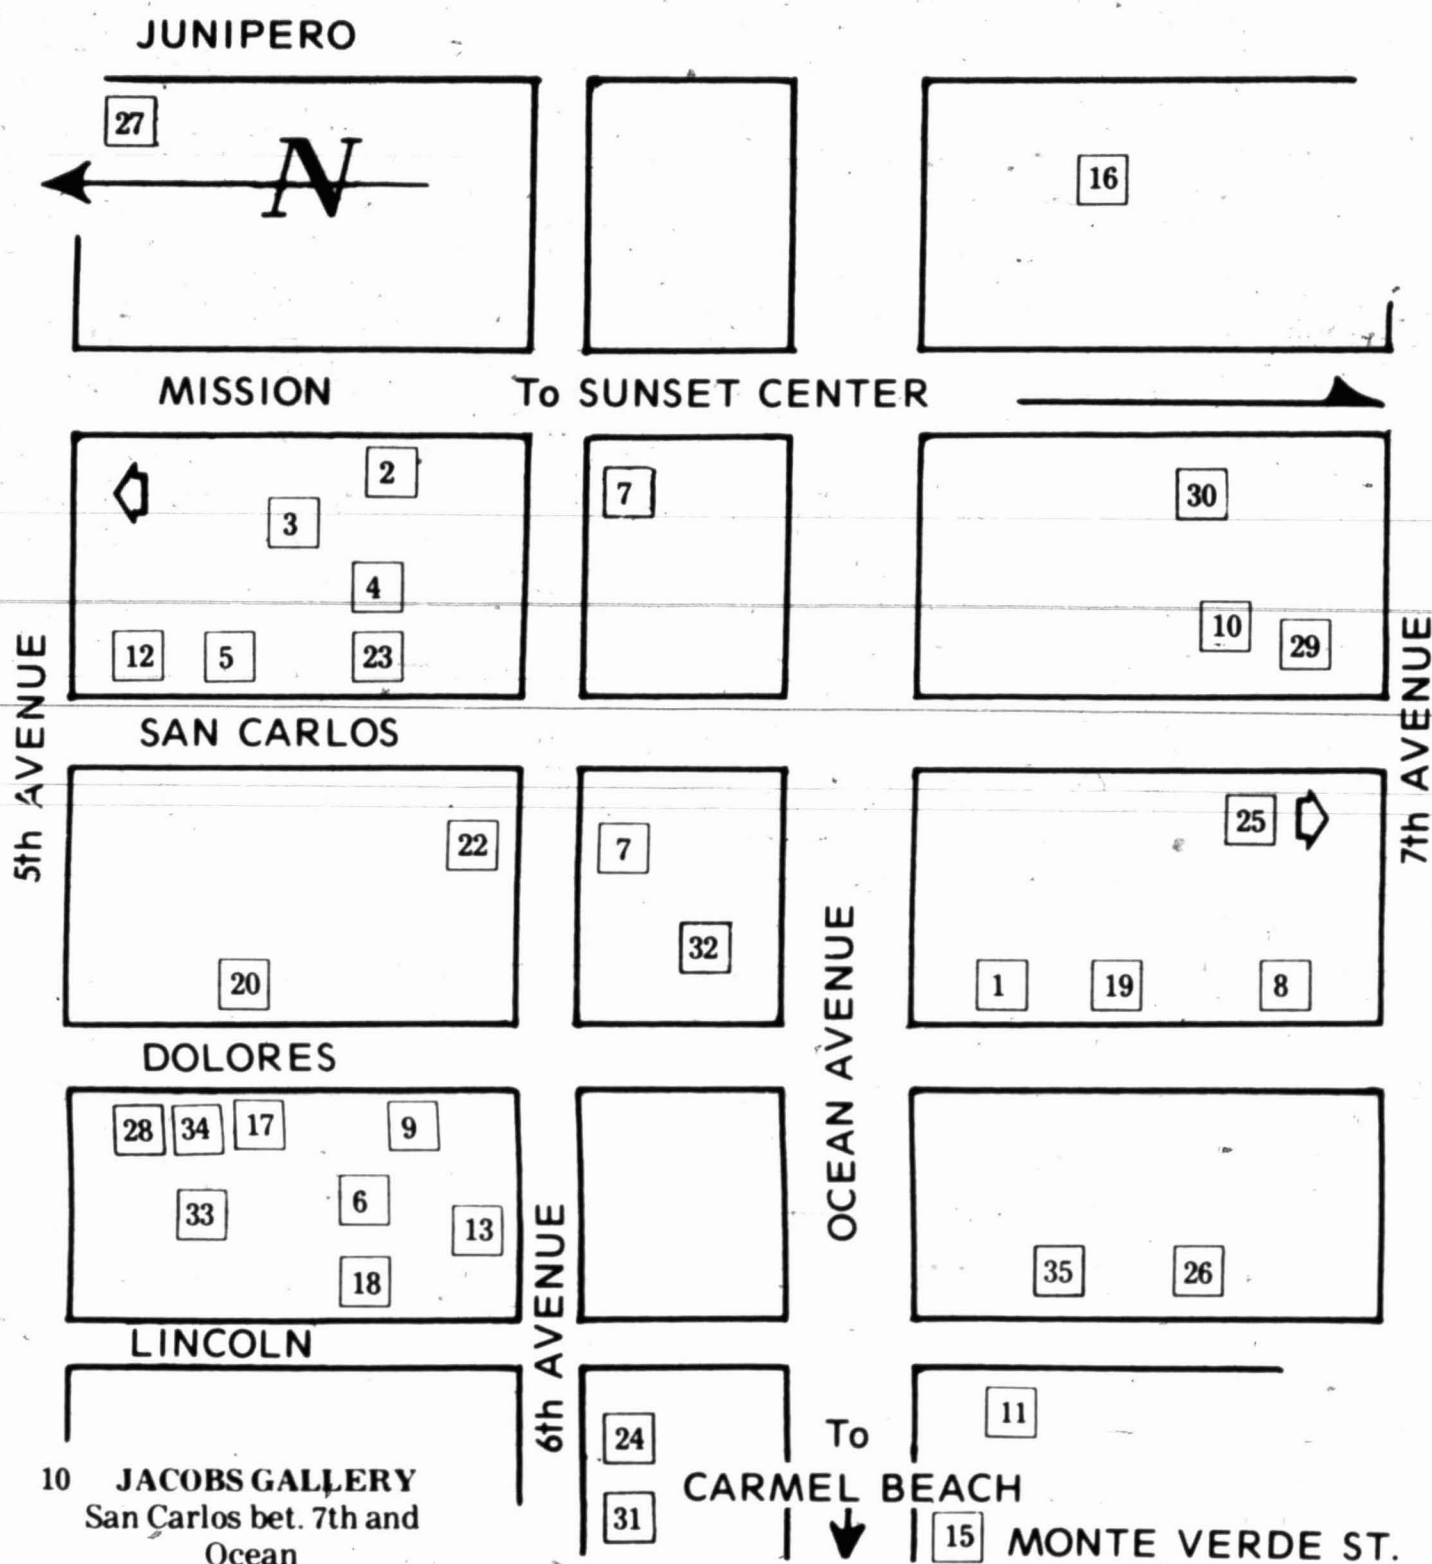 JUNIPERO
27
N
16
MISSION To SUNSET CENTER
2
7
30
3
4
10
29
12 5 23
5th AVENUE
7th AVENUE
SAN CARLOS
25
22
7
32
20
1 19 8
OCEAN AVENUE
DOLORES
28 34 17 9
6
33
13
18
35 26
6th AVENUE
LINCOLN
11
24
To
CARMEL BEACH
31
15 MONTE VERDE ST.
10 JACOBS GALLERY
San Carlos bet. 7th and
Ocean